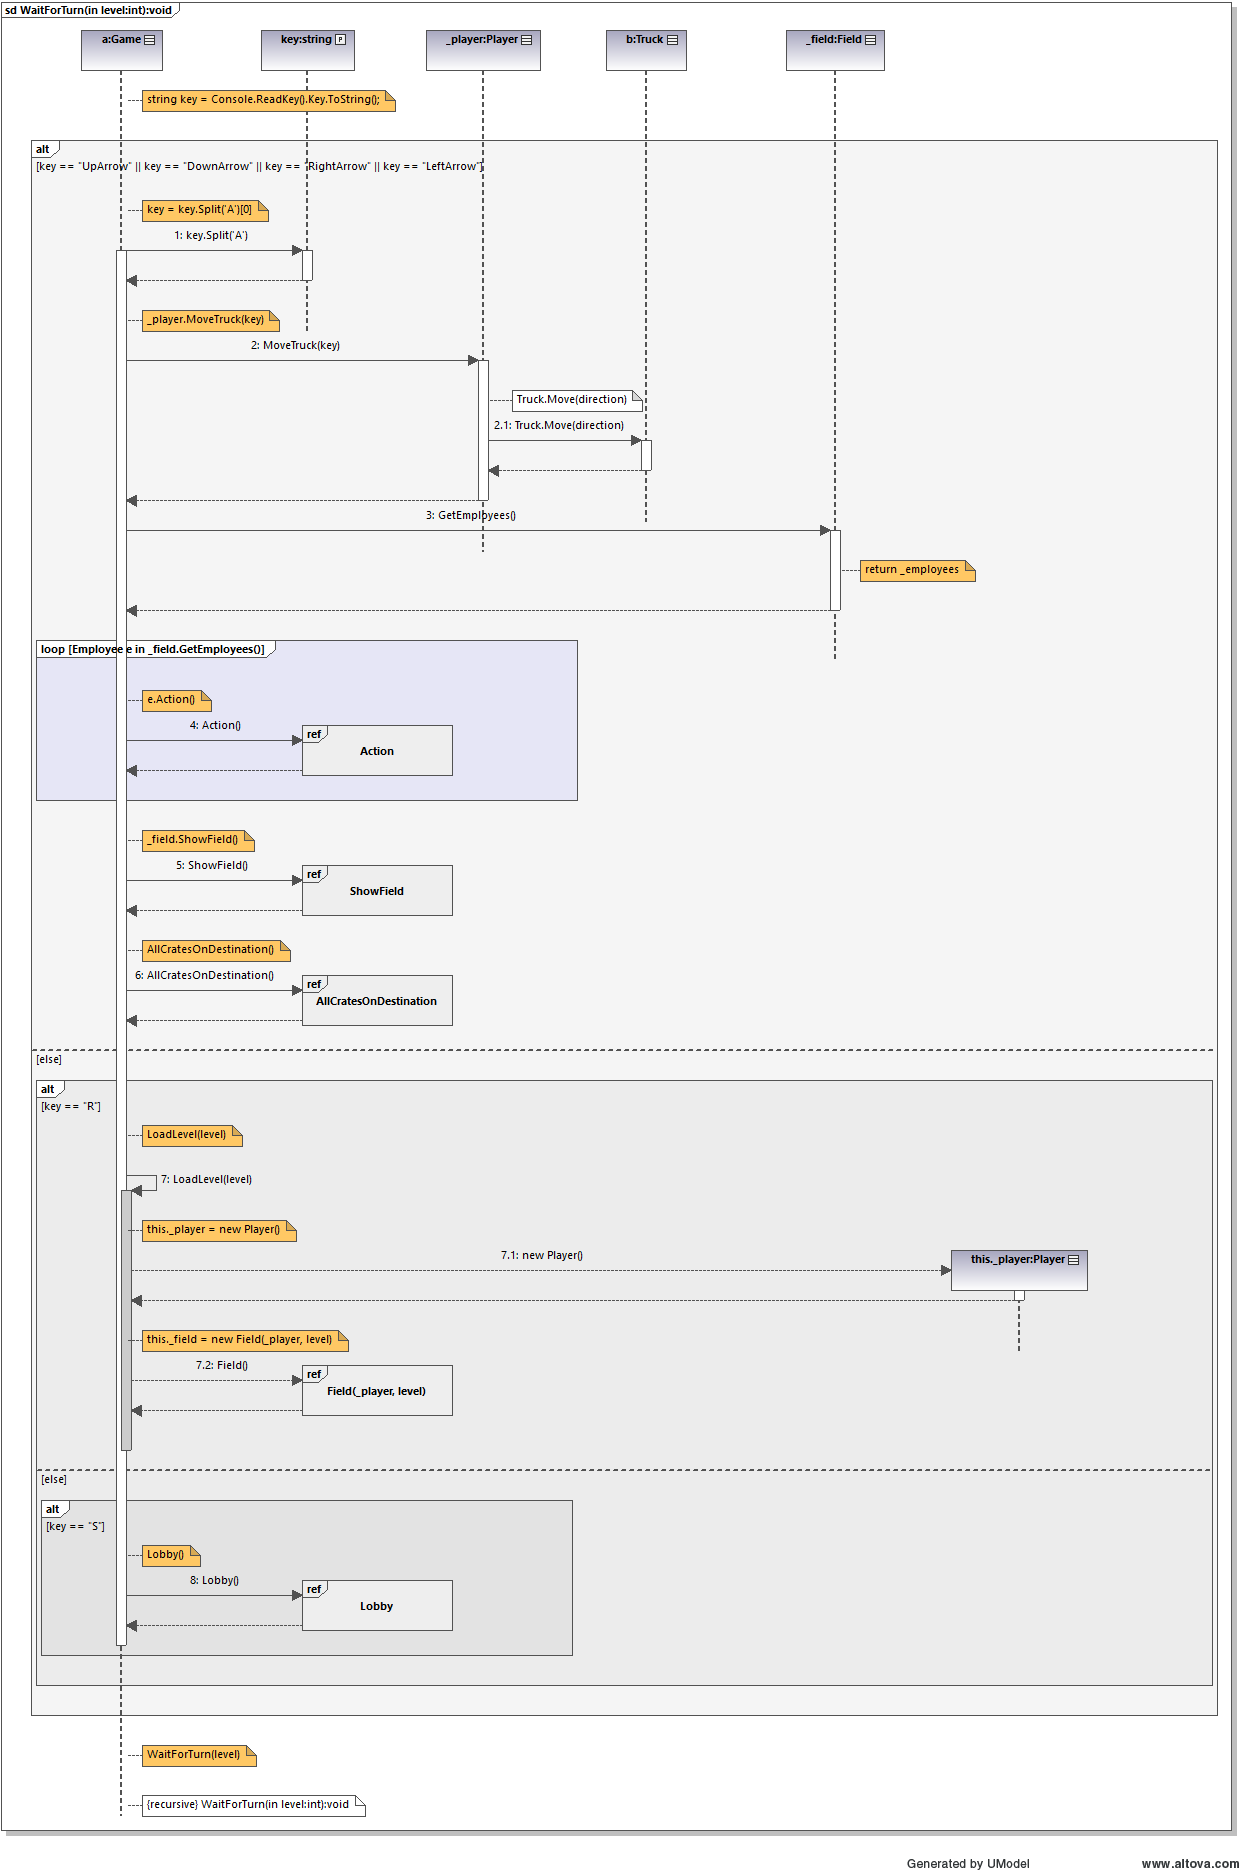 sd WaitForTurn(in level:int):void
a:Game
key:string
P
_player:Player
b:Truck
_field:Field
string key = Console.ReadKey().Key.ToString();
alt
[key == "UpArrow" || key == "DownArrow" || key == "RightArrow" || key == "LeftArrow"]
key = key.Split('A')[0]
1: key.Split('A')
_player.MoveTruck(key)
2: MoveTruck(key)
Truck.Move(direction)
2.1: Truck.Move(direction)
3: GetEmployees()
return _employees
loop [Employee e in _field.GetEmployees()]
e.Action()
4: Action()
ref
Action
_field.ShowField()
5: ShowField()
ref
ShowField
AllCratesOnDestination()
6: AllCratesOnDestination()
ref
AllCratesOnDestination
[else]
alt
[key == "R"]
LoadLevel(level)
7: LoadLevel(level)
this._player = new Player()
7.1: new Player()
this._player:Player
this._field = new Field(_player, level)
7.2: Field()
ref
Field(_player, level)
[else]
alt
[key == "S"]
Lobby()
8: Lobby()
ref
Lobby
WaitForTurn(level)
{recursive} WaitForTurn(in level:int):void
Generated by UModel
www.altova.com